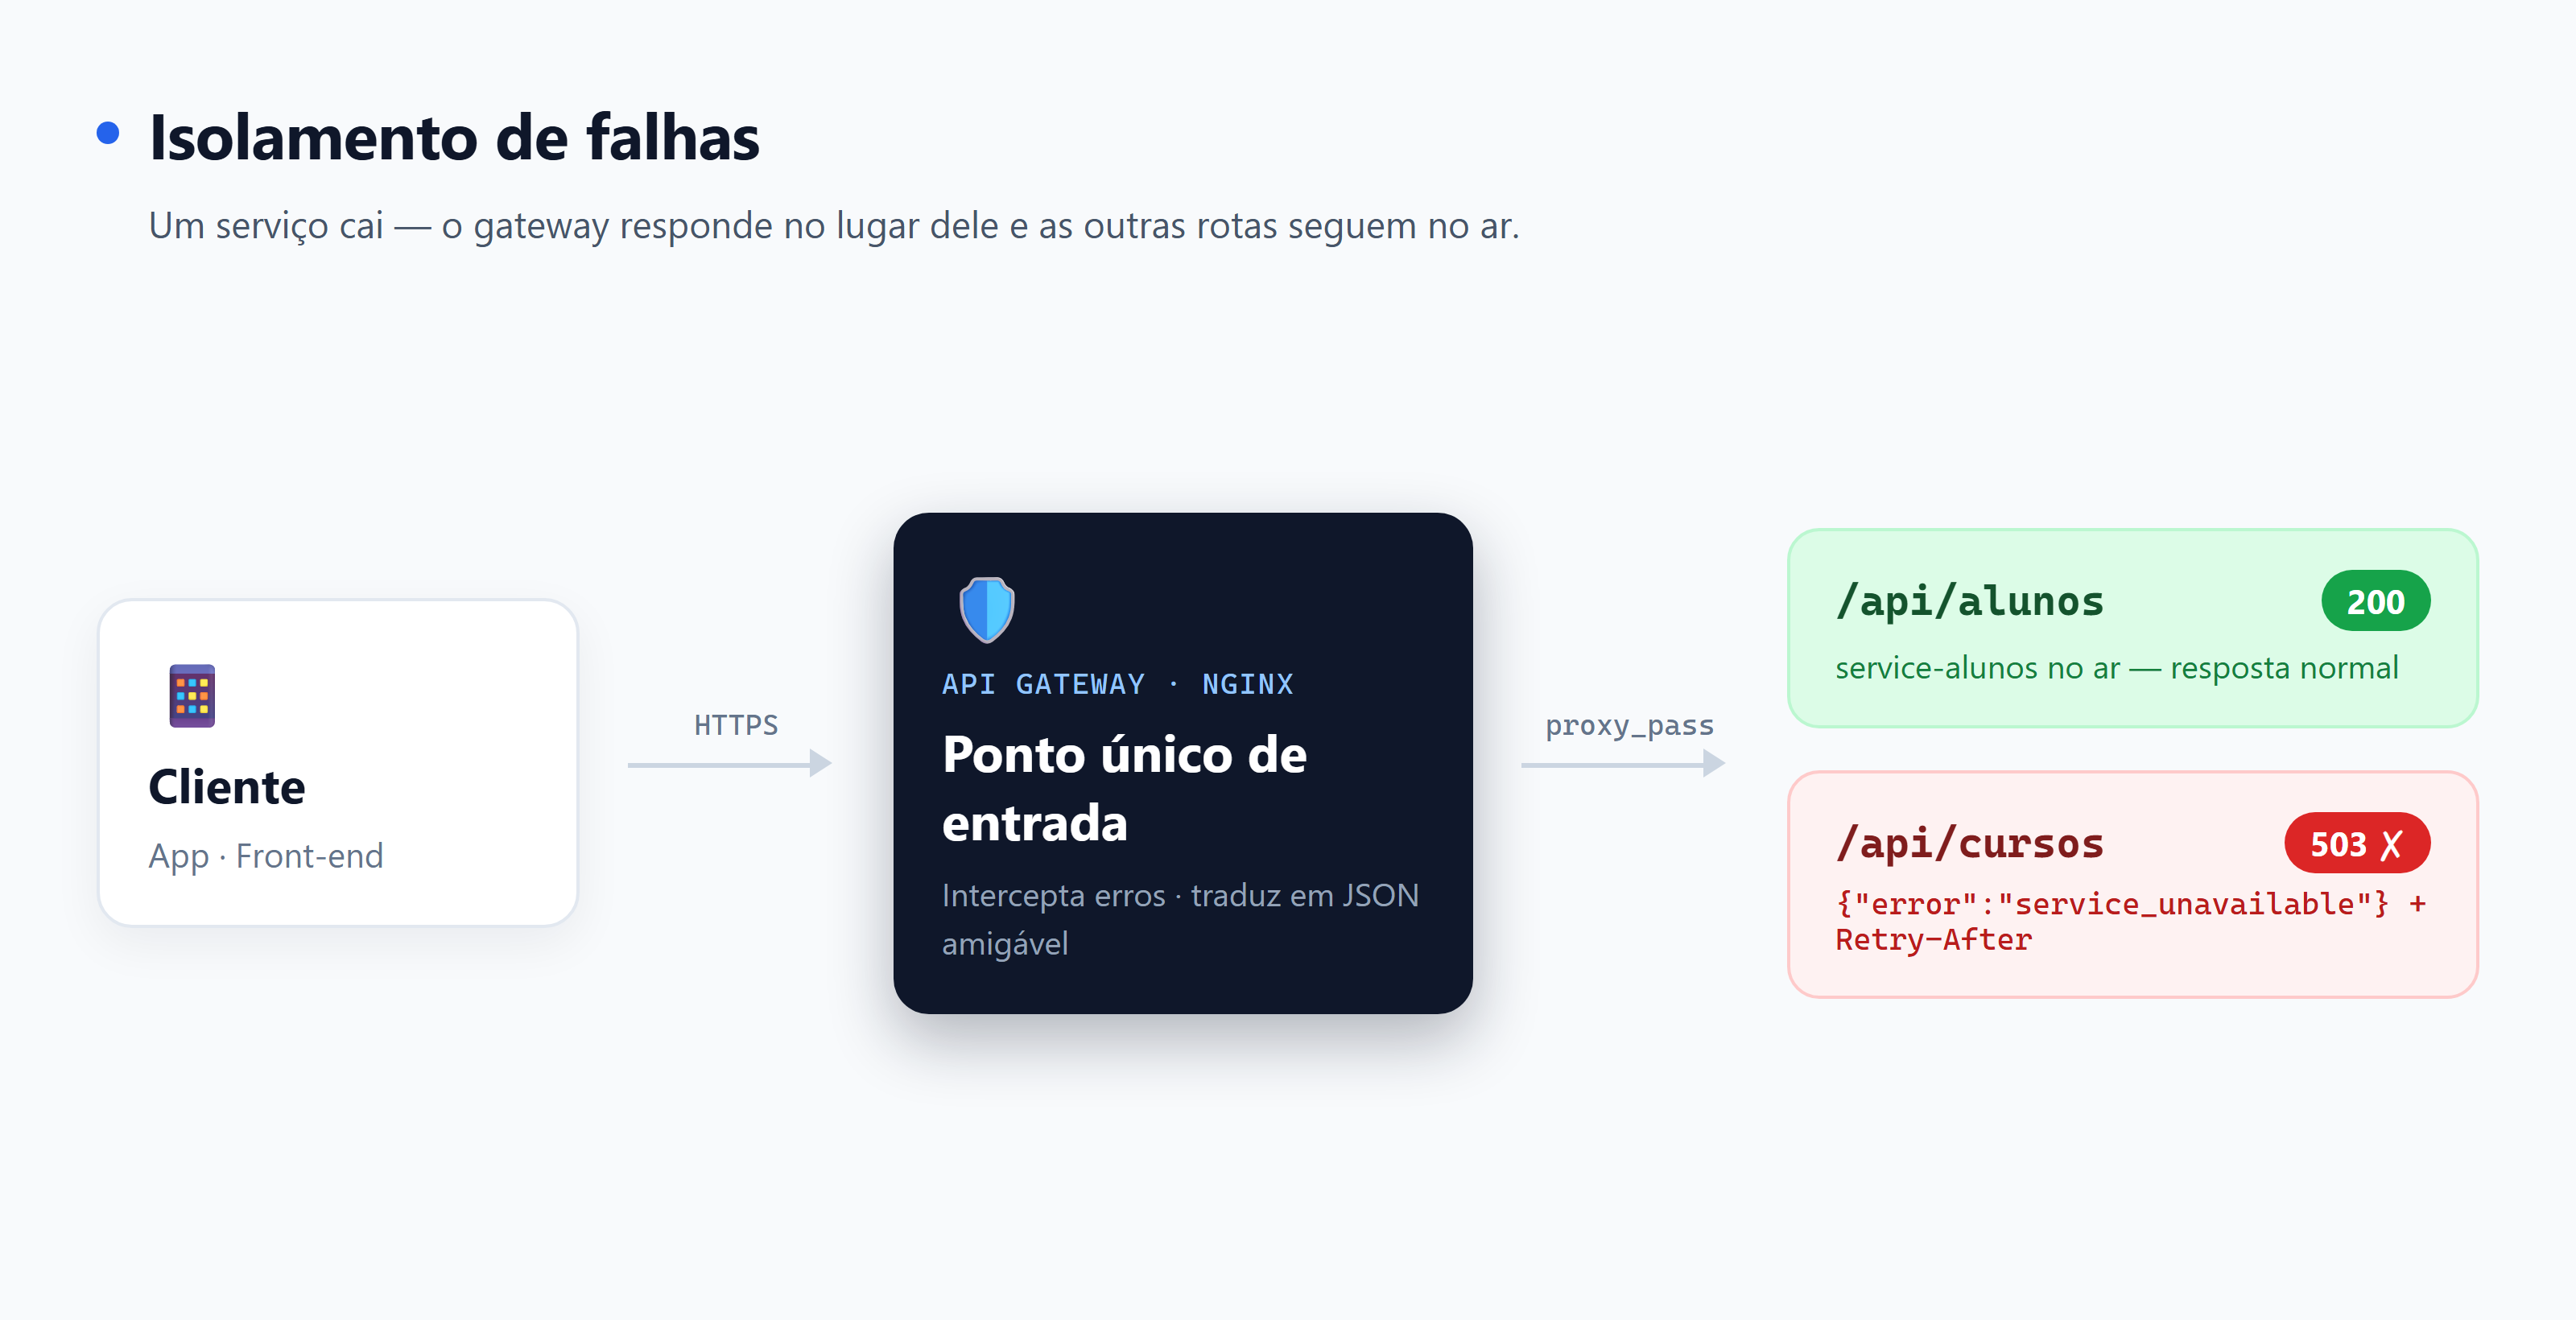 Isolamento de falhas
Um serviço cai — o gateway responde no lugar dele e as outras rotas seguem no ar.
Cliente
App · Front-end
HTTPS
API GATEWAY · NGINX
Ponto único de
entrada
Intercepta erros · traduz em JSON
amigável
proxy_pass
/api/alunos
200
service-alunos no ar — resposta normal
/api/cursos
503 ✗
{"error":"service_unavailable"} +
Retry-After